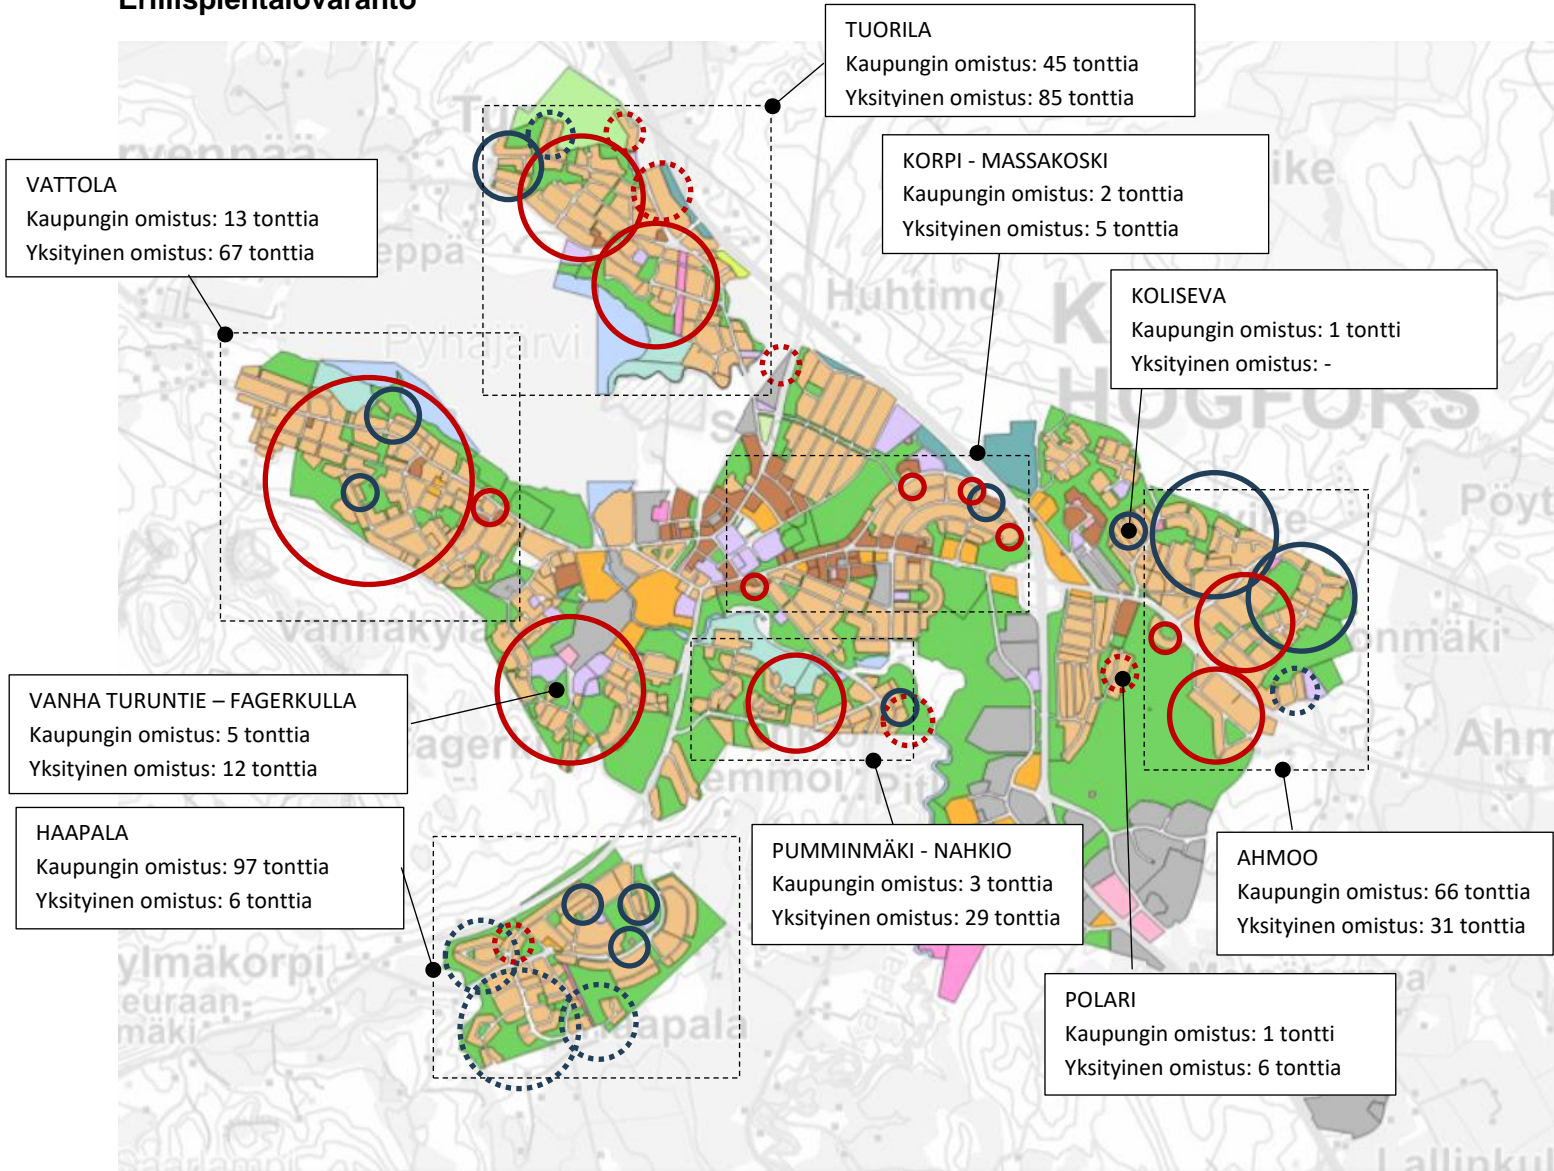 Erillispientalovaranto
TUORILA
Kaupungin omistus: 45 tonttia
Yksityinen omistus: 85 tonttia
KORPI - MASSAKOSKI
Kaupungin omistus: 2 tonttia
Yksityinen omistus: 5 tonttia
VATTOLA
Kaupungin omistus: 13 tonttia
Yksityinen omistus: 67 tonttia
KOLISEVA
Kaupungin omistus: 1 tontti
Yksityinen omistus: -
Huhtimo
Pyhäjärvi
HÖGFORS
Vanhakylä
VANHA TURUNTIE – FAGERKULLA
Kaupungin omistus: 5 tonttia
Yksityinen omistus: 12 tonttia
HAAPALA
Kaupungin omistus: 97 tonttia
Yksityinen omistus: 6 tonttia
PUMMINMÄKI - NAHKIO
Kaupungin omistus: 3 tonttia
Yksityinen omistus: 29 tonttia
AHMOO
Kaupungin omistus: 66 tonttia
Yksityinen omistus: 31 tonttia
POLARI
Kaupungin omistus: 1 tontti
Yksityinen omistus: 6 tonttia